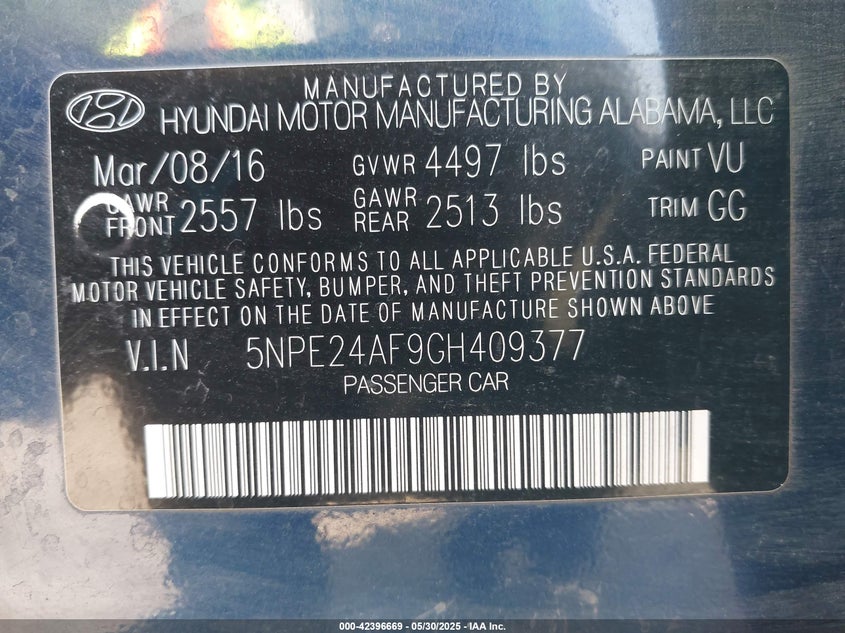 MANUFACTURED BY
HYUNDAI MOTOR MANUFACTURING ALABAMA, LLC
Mar/08/16 GVWR 4497 lbs PAINT VU
GAWR FRONT 2557 lbs GAWR REAR 2513 lbs TRIM GG
THIS VEHICLE CONFORMS TO ALL APPLICABLE U.S.A. FEDERAL
MOTOR VEHICLE SAFETY, BUMPER, AND THEFT PREVENTION STANDARDS
IN EFFECT ON THE DATE OF MANUFACTURE SHOWN ABOVE
V.I.N 5NPE24AF9GH409377
PASSENGER CAR
000-42396669 - 05/30/2025 - IAA Inc.